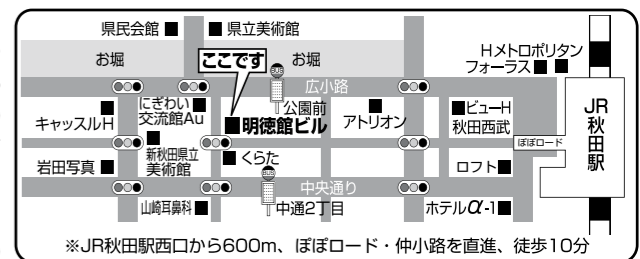 県民会館
県立美術館
お堀
ここです
お堀
Hメトロポリタン
フォーラス
BUS
広小路
公園前
キャッスルH
にぎわい
交流館Au
明徳館ビル
アトリオン
ビューH
秋田西武
JR
秋田駅
ぽぽロード
岩田写真
新秋田県立
美術館
くらた
ロフト
BUS
中央通り
山崎耳鼻科
中通2丁目
ホテルα-1
※JR秋田駅西口から600m、ぽぽロード・仲小路を直進、徒歩10分